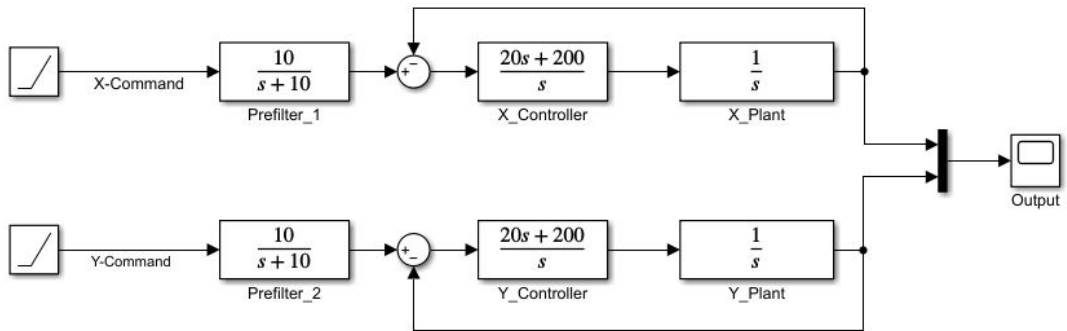 X-Command
10
s + 10
Prefilter_1
+
−
20s + 200
s
X_Controller
1
s
X_Plant
Output
Y-Command
10
s + 10
Prefilter_2
+
−
20s + 200
s
Y_Controller
1
s
Y_Plant